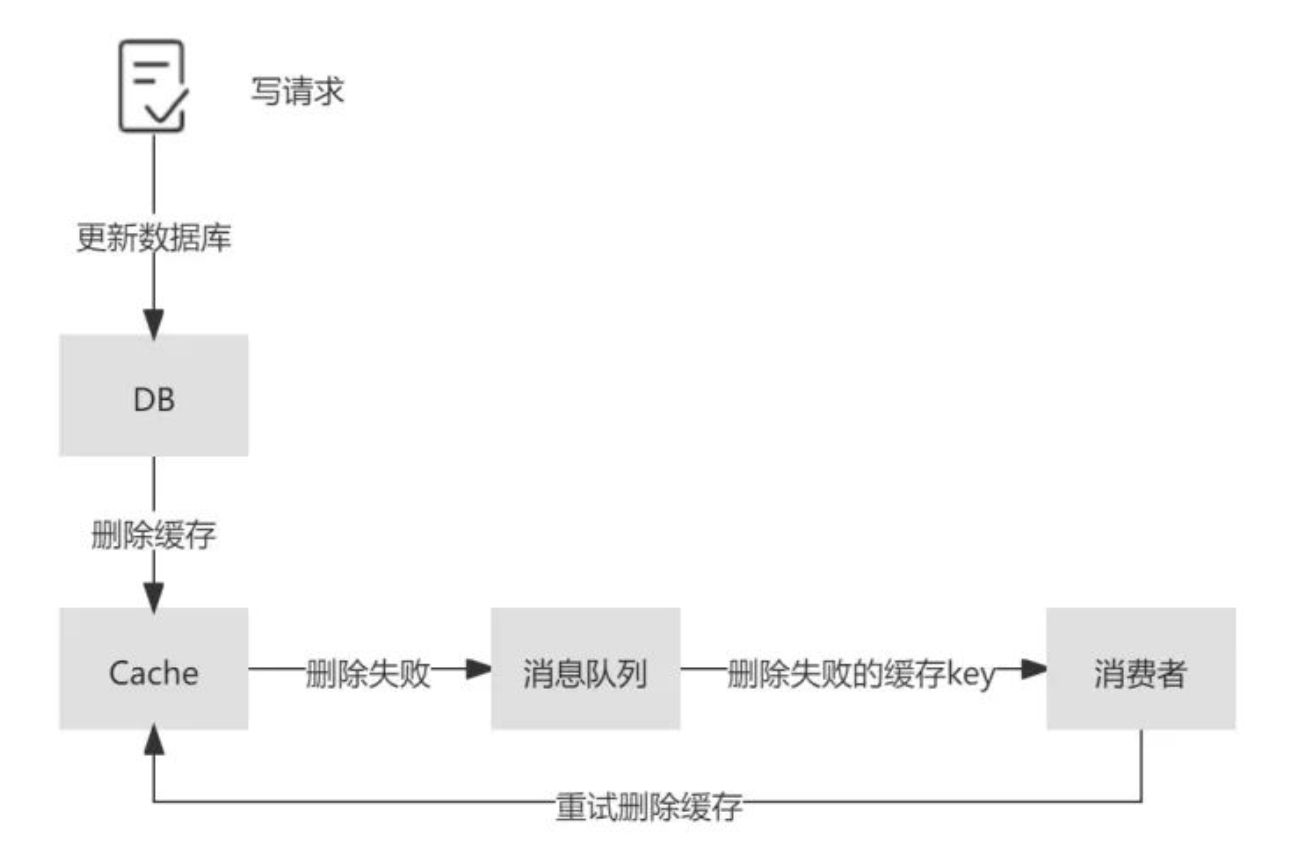 写请求
更新数据库
DB
删除缓存
Cache
删除失败
消息队列
删除失败的缓存key
消费者
重试删除缓存